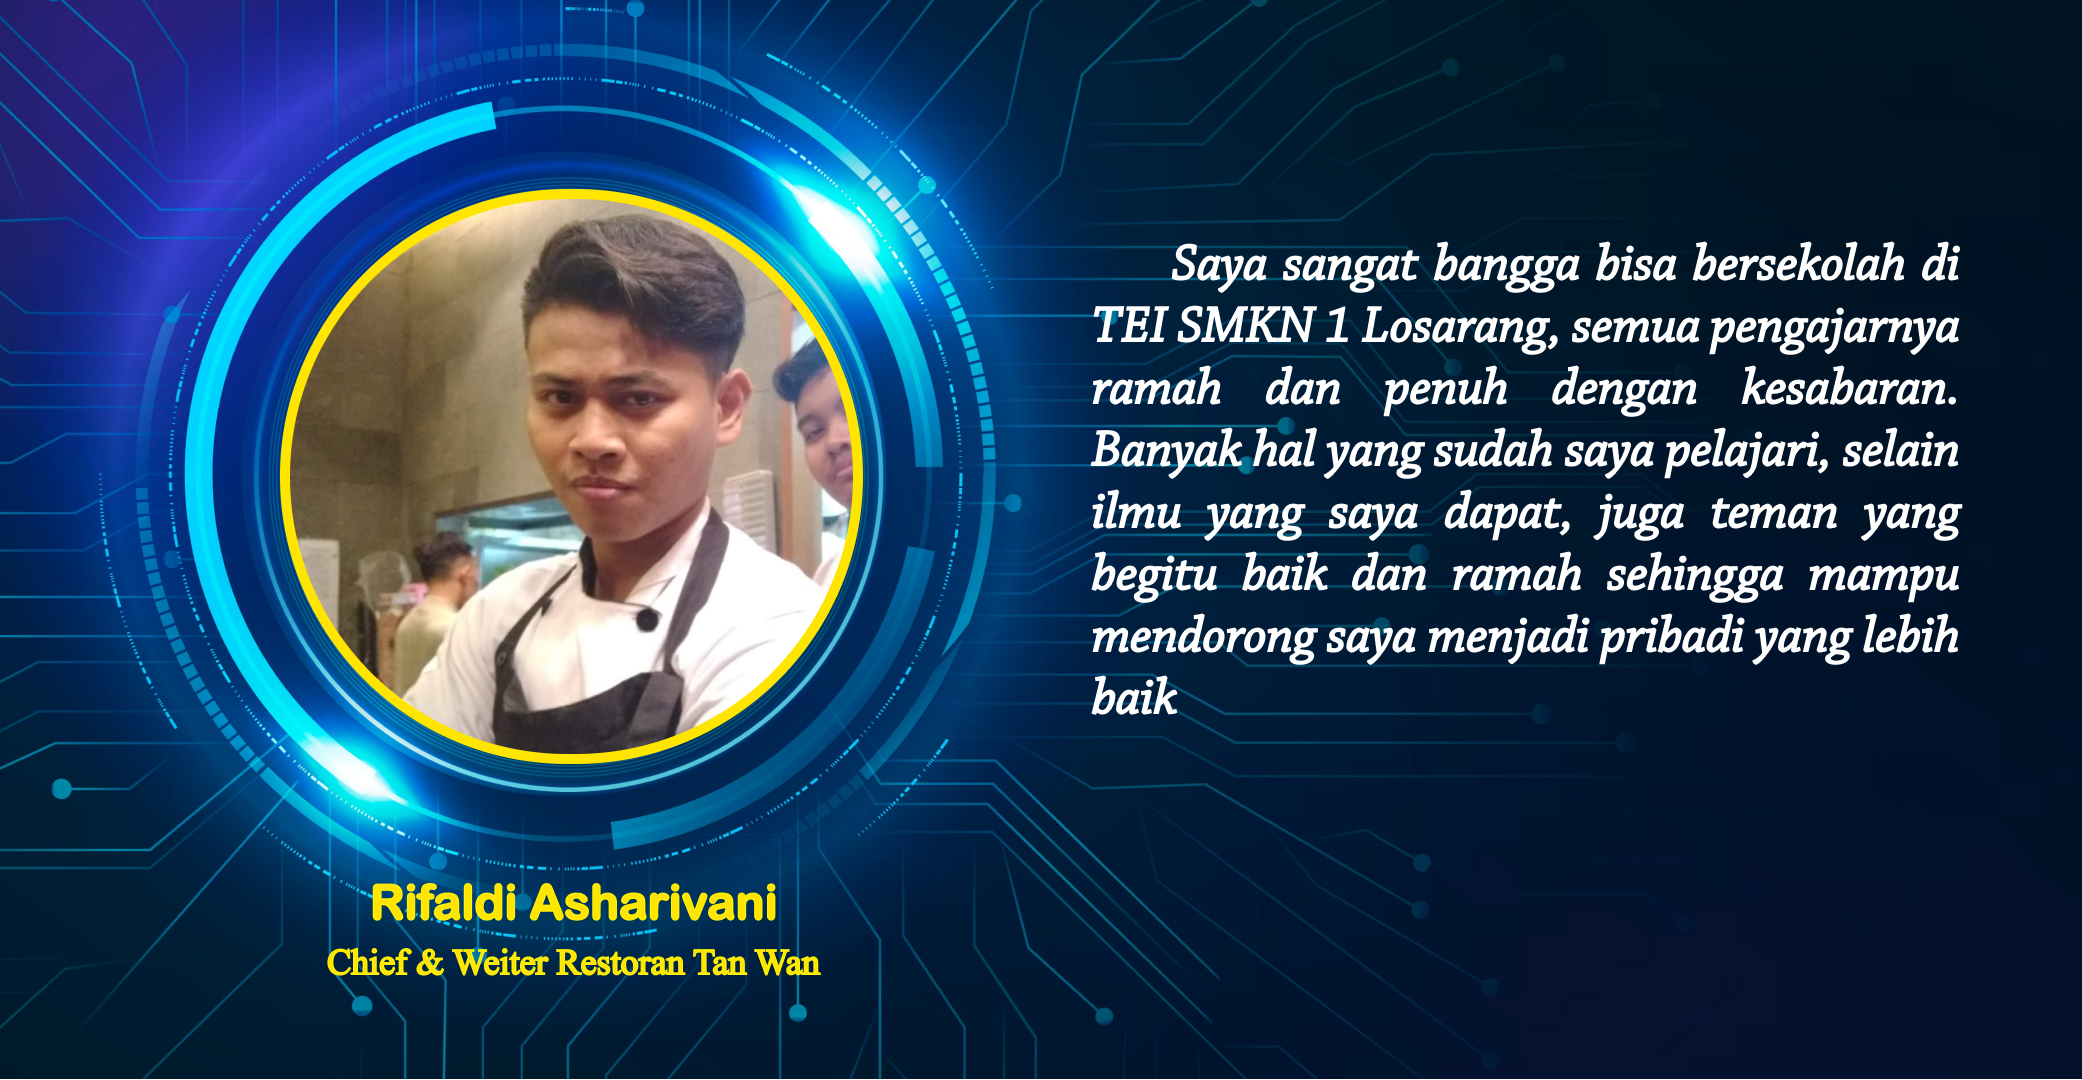 Saya sangat bangga bisa bersekolah di
TEI SMKN 1 Losarang, semua pengajarnya
ramah dan penuh dengan kesabaran.
Banyak hal yang sudah saya pelajari, selain
ilmu yang saya dapat, juga teman yang
begitu baik dan ramah sehingga mampu
mendorong saya menjadi pribadi yang lebih
baik
Rifaldi Asharivani
Chief & Weiter Restoran Tan Wan